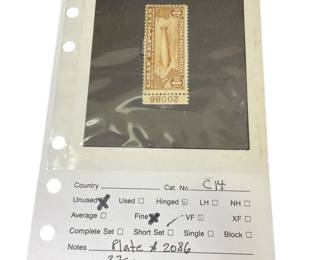 20086
Country Cat. No. C14
Unused Used Hinged LH NH
Average Fine VF XF
Complete Set Short Set Single Block
Notes Plate # 2086